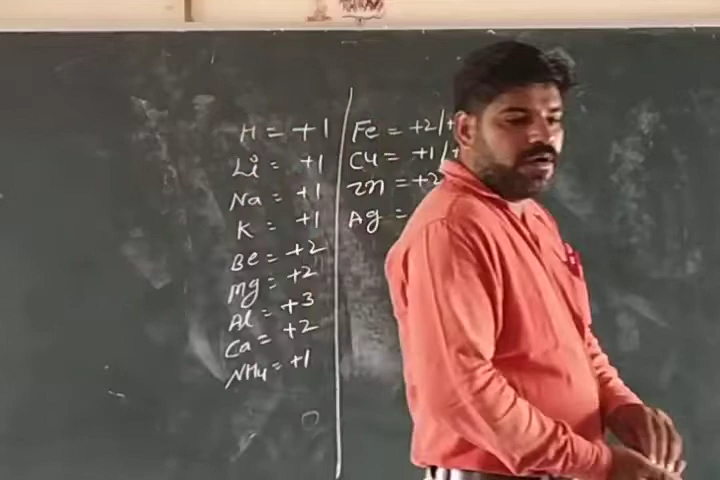 H = +1
Li = +1
Na = +1
K = +1
Be = +2
Mg = +2
Al = +3
Ca = +2
NH4 = +1
Fe = +2/+
Cu = +1/+
Zn = +2
Ag =